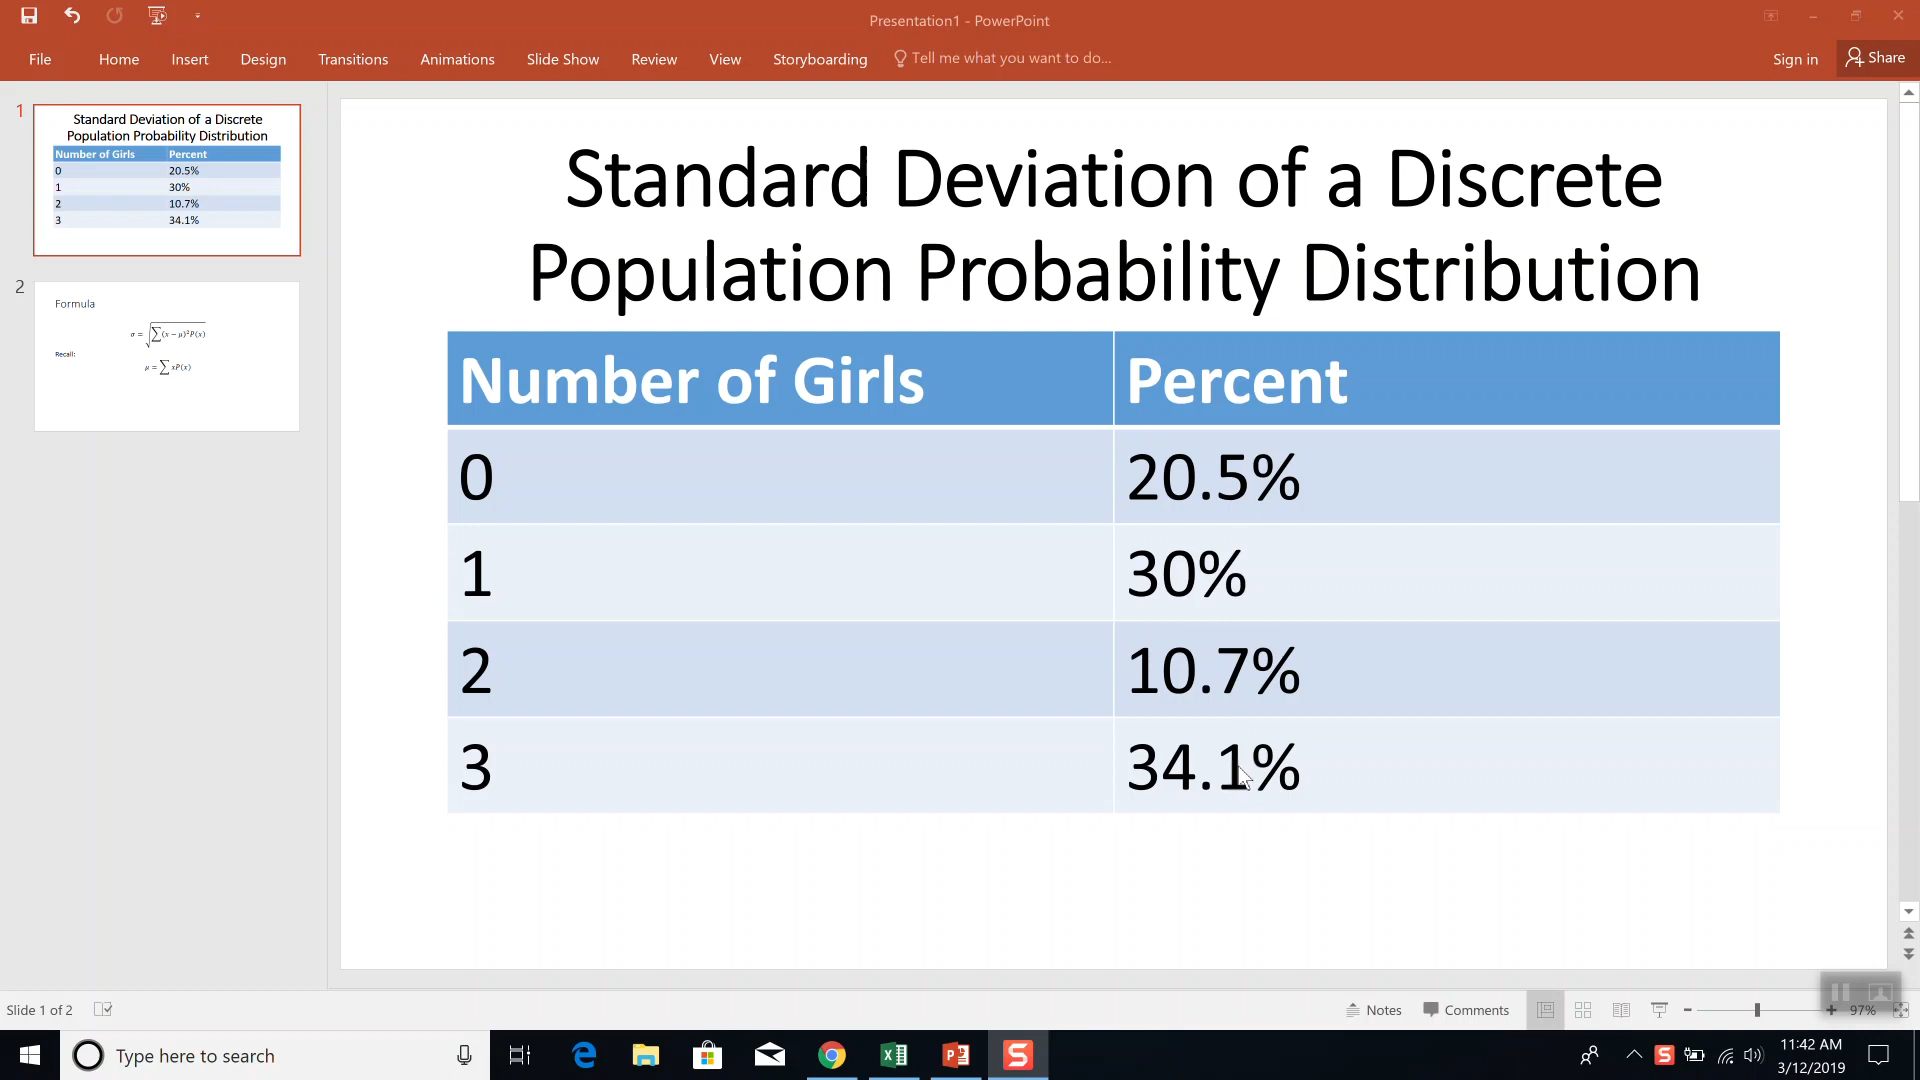 Presentation1 - PowerPoint
File Home Insert Design Transitions Animations Slide Show Review View Storyboarding Tell me what you want to do... Sign in Share
1
Standard Deviation of a Discrete
Population Probability Distribution
Number of Girls Percent
0 20.5%
1 30%
2 10.7%
3 34.1%
2
Formula
σ = √∑(x − μ)²P(x)
Recall:
μ = ∑ xP(x)
Standard Deviation of a Discrete
Population Probability Distribution
Number of Girls Percent
0 20.5%
1 30%
2 10.7%
3 34.1%
Slide 1 of 2 Notes Comments 97%
Type here to search
11:42 AM
3/12/2019